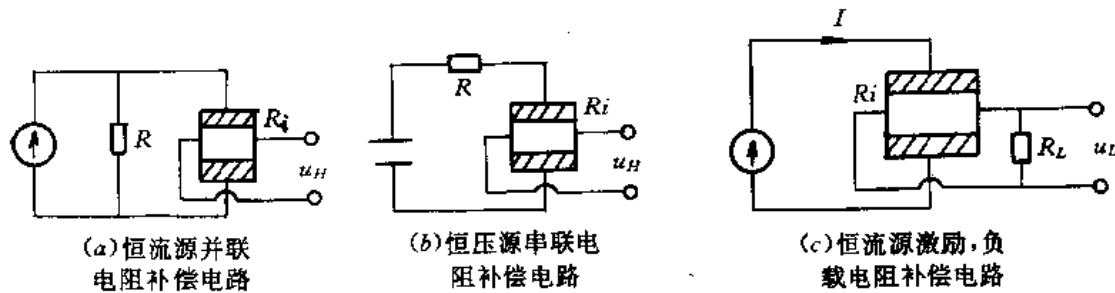 I
R
Ri
uH
R
Ri
uH
Ri
RL
uL
(a)恒流源并联
电阻补偿电路
(b)恒压源串联电
阻补偿电路
(c)恒流源激励,负
载电阻补偿电路